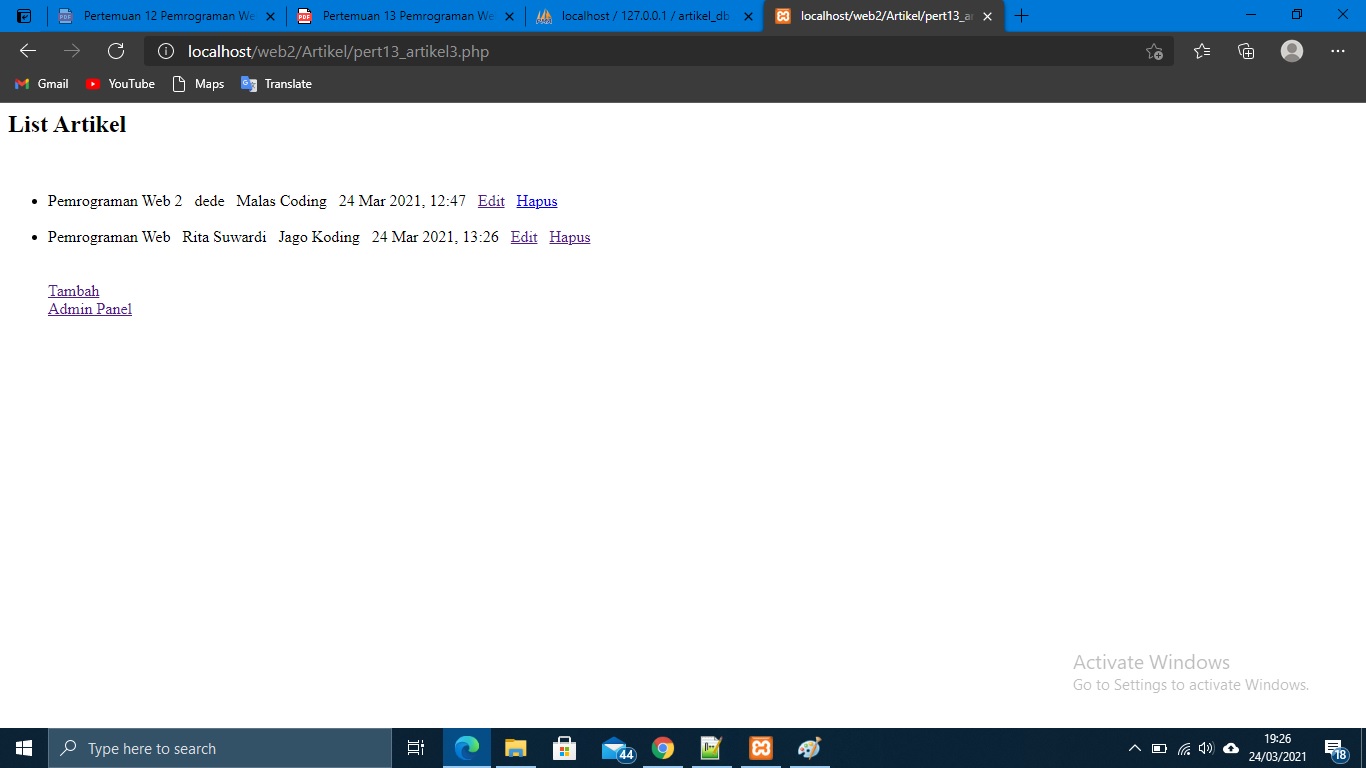 Pertemuan 12 Pemrograman We
Pertemuan 13 Pemrograman We
localhost / 127.0.0.1 / artikel_db
localhost/web2/Artikel/pert13_a
localhost/web2/Artikel/pert13_artikel3.php
Gmail
YouTube
Maps
Translate
List Artikel
• Pemrograman Web 2 dede Malas Coding 24 Mar 2021, 12:47 Edit Hapus
• Pemrograman Web Rita Suwardi Jago Koding 24 Mar 2021, 13:26 Edit Hapus
Tambah
Admin Panel
Activate Windows
Go to Settings to activate Windows.
Type here to search
44
19:26
24/03/2021
18